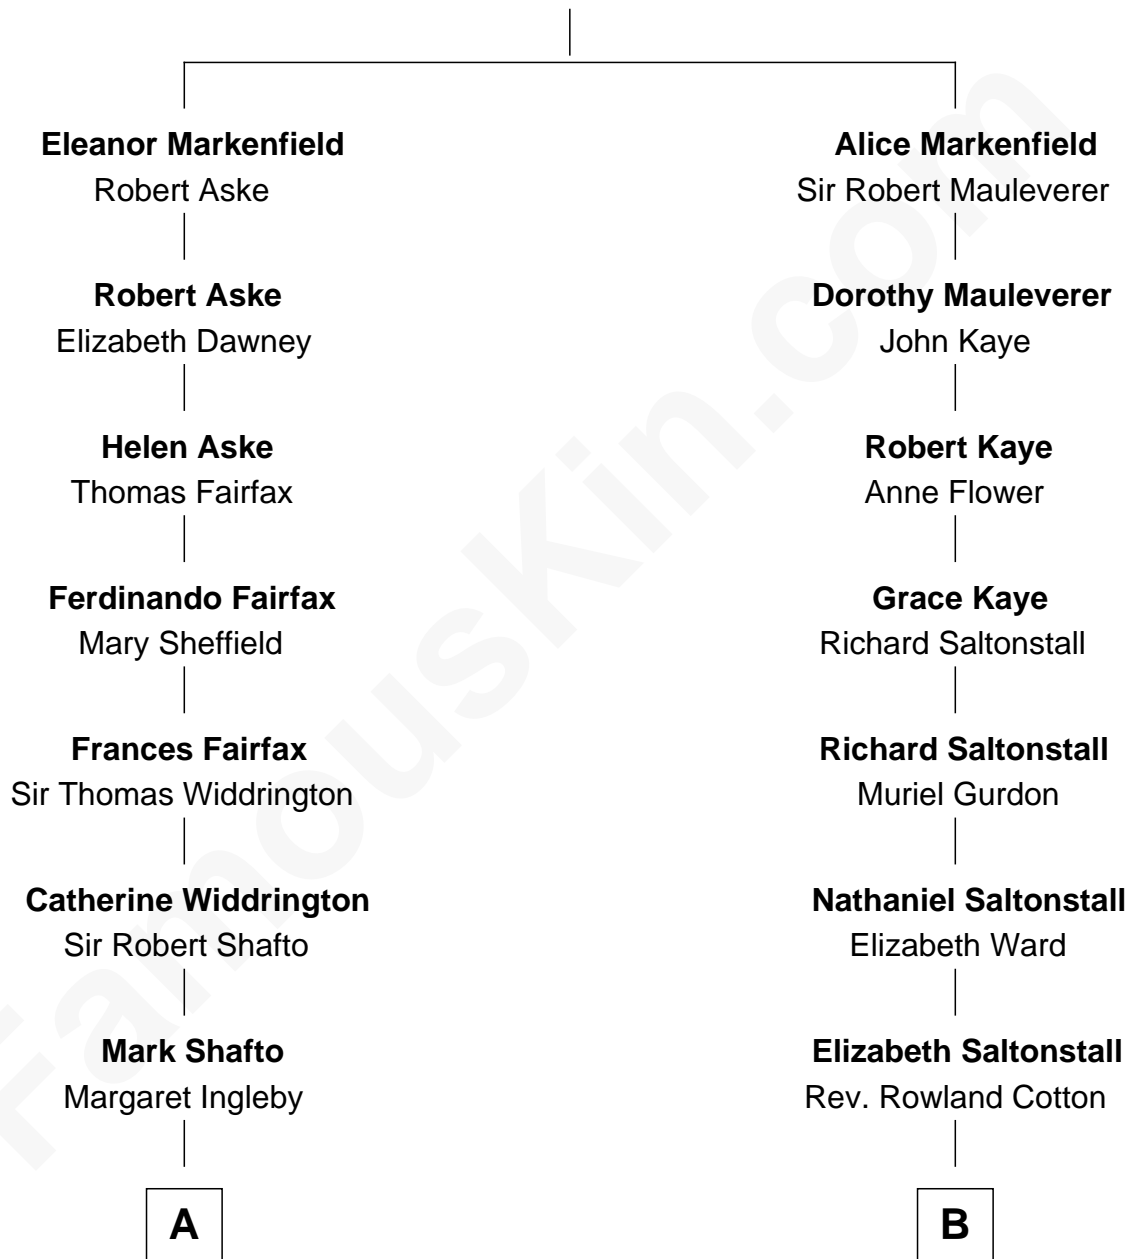 Eleanor Markenfield
Robert Aske
Robert Aske
Elizabeth Dawney
Helen Aske
Thomas Fairfax
Ferdinando Fairfax
Mary Sheffield
Frances Fairfax
Sir Thomas Widdrington
Catherine Widdrington
Sir Robert Shafto
Mark Shafto
Margaret Ingleby
A
Alice Markenfield
Sir Robert Mauleverer
Dorothy Mauleverer
John Kaye
Robert Kaye
Anne Flower
Grace Kaye
Richard Saltonstall
Richard Saltonstall
Muriel Gurdon
Nathaniel Saltonstall
Elizabeth Ward
Elizabeth Saltonstall
Rev. Rowland Cotton
B
FamousKin.com